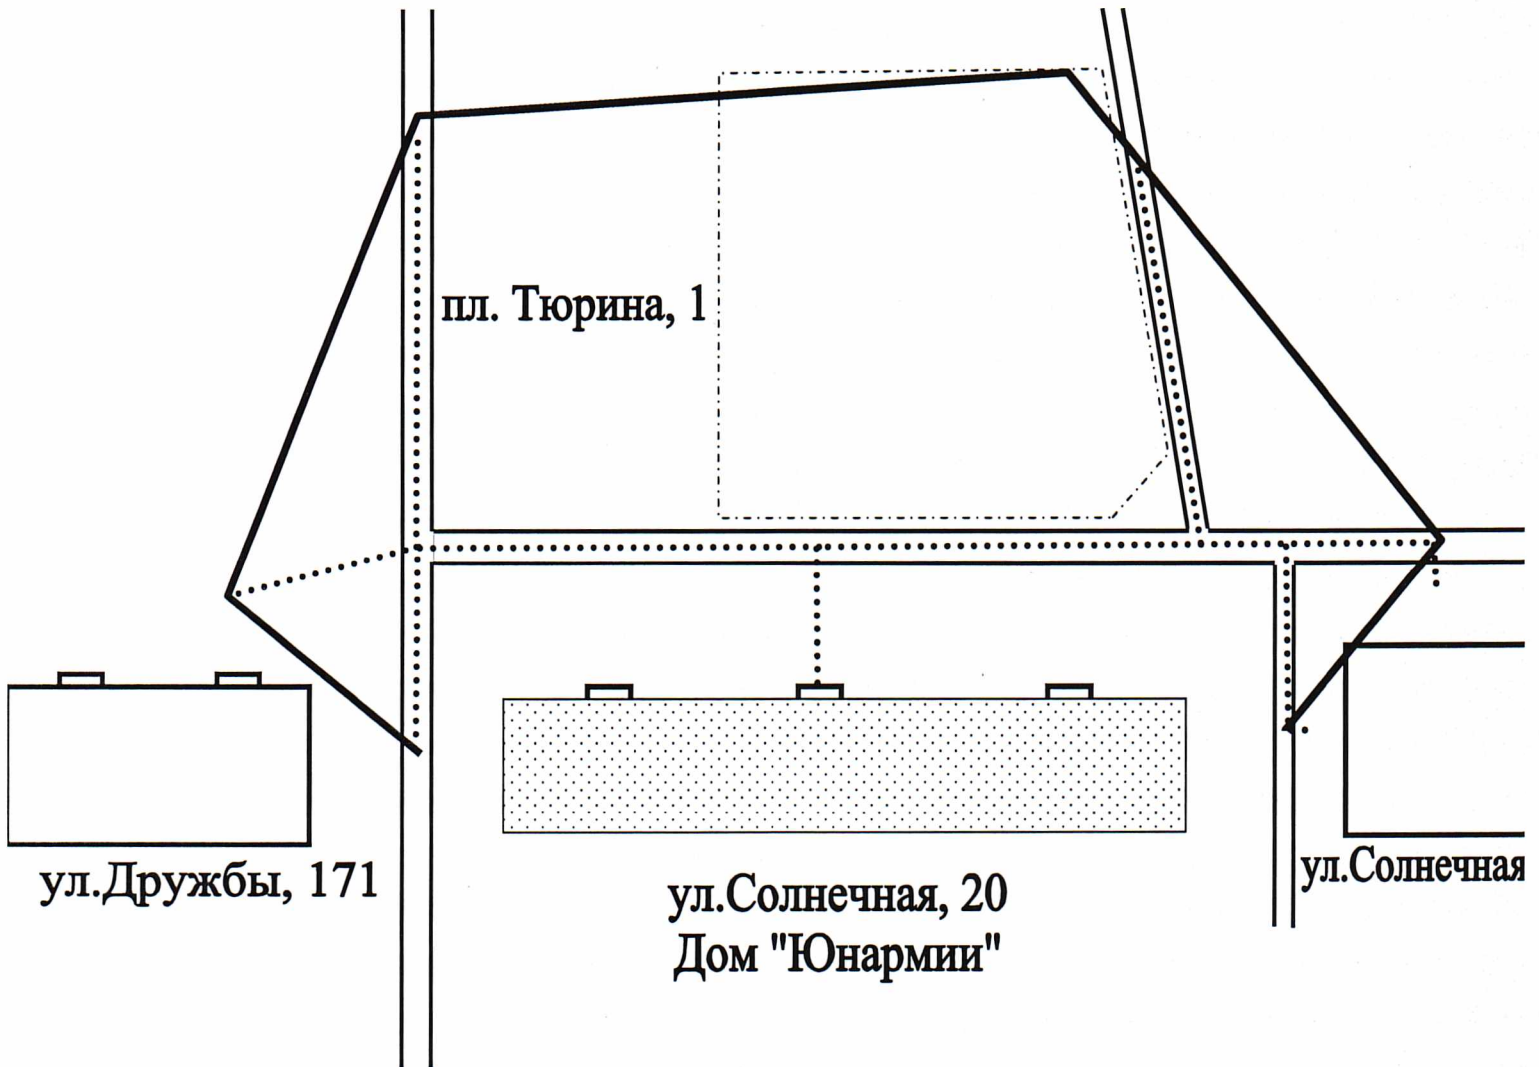 пл. Тюрина, 1
ул.Дружбы, 171
ул.Солнечная
ул.Солнечная, 20
Дом "Юнармии"